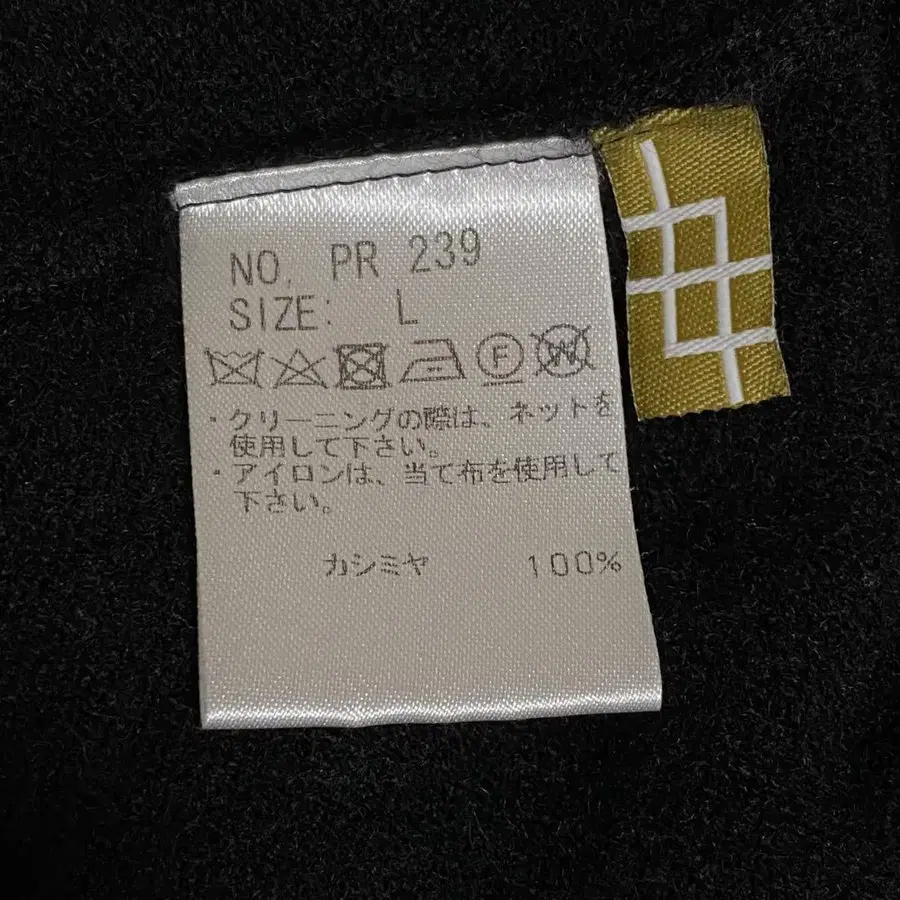 NO. PR 239
SIZE: L
F W
・クリーニングの際は、ネットを
使用して下さい。
・アイロンは、当て布を使用して
下さい。
カシミヤ 100%